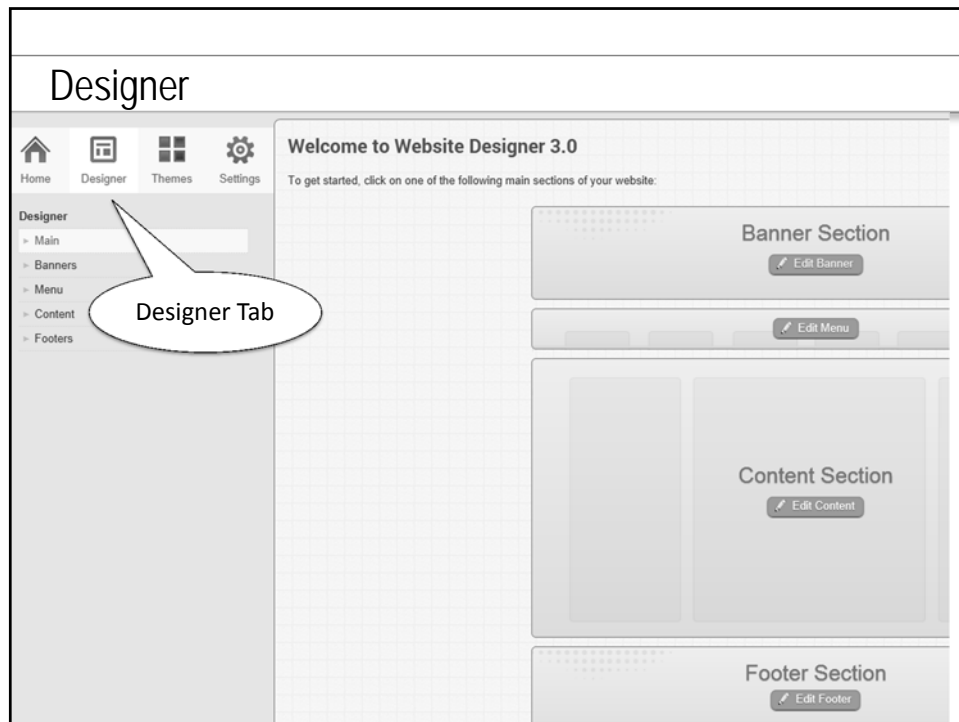 Designer
Home Designer Themes Settings
Designer
Main
Banners
Menu
Content
Footers
Designer Tab
Welcome to Website Designer 3.0
To get started, click on one of the following main sections of your website:
Banner Section
Edit Banner
Edit Menu
Content Section
Edit Content
Footer Section
Edit Footer